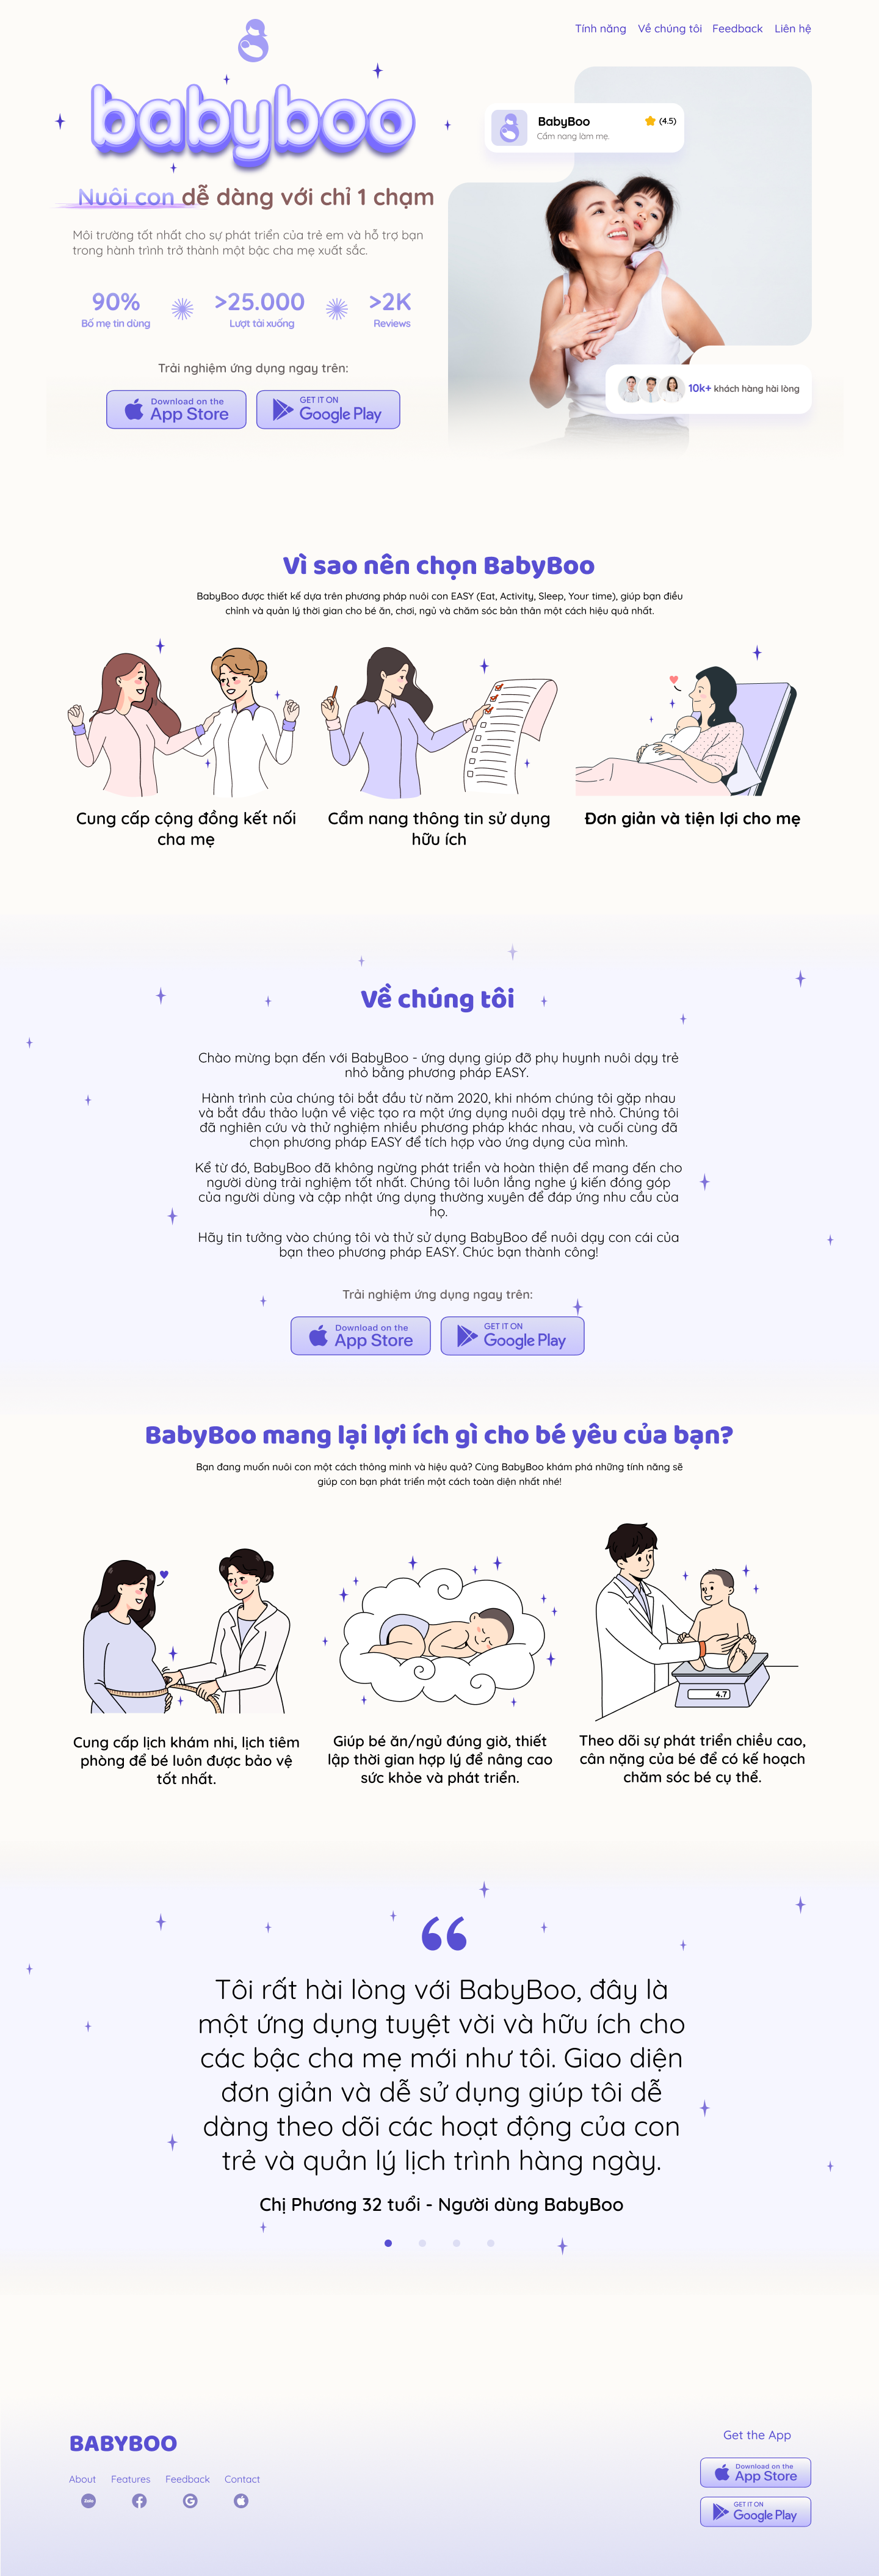 Tính năng Về chúng tôi Feedback Liên hệ
babyboo
BabyBoo (4.5)
Cẩm nang làm mẹ.
Nuôi con dễ dàng với chỉ 1 chạm
Môi trường tốt nhất cho sự phát triển của trẻ em và hỗ trợ bạn
trong hành trình trở thành một bậc cha mẹ xuất sắc.
90% >25.000 >2K
Bố mẹ tin dùng Lượt tải xuống Reviews
Trải nghiệm ứng dụng ngay trên:
10k+ khách hàng hài lòng
Download on the GET IT ON
App Store Google Play
Vì sao nên chọn BabyBoo
BabyBoo được thiết kế dựa trên phương pháp nuôi con EASY (Eat, Activity, Sleep, Your time), giúp bạn điều
chỉnh và quản lý thời gian cho bé ăn, chơi, ngủ và chăm sóc bản thân một cách hiệu quả nhất.
Cung cấp cộng đồng kết nối
cha mẹ
Cẩm nang thông tin sử dụng
hữu ích
Đơn giản và tiện lợi cho mẹ
Về chúng tôi
Chào mừng bạn đến với BabyBoo - ứng dụng giúp đỡ phụ huynh nuôi dạy trẻ
nhỏ bằng phương pháp EASY.
Hành trình của chúng tôi bắt đầu từ năm 2020, khi nhóm chúng tôi gặp nhau
và bắt đầu thảo luận về việc tạo ra một ứng dụng nuôi dạy trẻ nhỏ. Chúng tôi
đã nghiên cứu và thử nghiệm nhiều phương pháp khác nhau, và cuối cùng đã
chọn phương pháp EASY để tích hợp vào ứng dụng của mình.
Kể từ đó, BabyBoo đã không ngừng phát triển và hoàn thiện để mang đến cho
người dùng trải nghiệm tốt nhất. Chúng tôi luôn lắng nghe ý kiến đóng góp
của người dùng và cập nhật ứng dụng thường xuyên để đáp ứng nhu cầu của
họ.
Hãy tin tưởng vào chúng tôi và thử sử dụng BabyBoo để nuôi dạy con cái của
bạn theo phương pháp EASY. Chúc bạn thành công!
Trải nghiệm ứng dụng ngay trên:
Download on the GET IT ON
App Store Google Play
BabyBoo mang lại lợi ích gì cho bé yêu của bạn?
Bạn đang muốn nuôi con một cách thông minh và hiệu quả? Cùng BabyBoo khám phá những tính năng sẽ
giúp con bạn phát triển một cách toàn diện nhất nhé!
4.7
Cung cấp lịch khám nhi, lịch tiêm
phòng để bé luôn được bảo vệ
tốt nhất.
Giúp bé ăn/ngủ đúng giờ, thiết
lập thời gian hợp lý để nâng cao
sức khỏe và phát triển.
Theo dõi sự phát triển chiều cao,
cân nặng của bé để có kế hoạch
chăm sóc bé cụ thể.
“
Tôi rất hài lòng với BabyBoo, đây là
một ứng dụng tuyệt vời và hữu ích cho
các bậc cha mẹ mới như tôi. Giao diện
đơn giản và dễ sử dụng giúp tôi dễ
dàng theo dõi các hoạt động của con
trẻ và quản lý lịch trình hàng ngày.
Chị Phương 32 tuổi - Người dùng BabyBoo
BABYBOO
About Features Feedback Contact
Zalo
Get the App
Download on the
App Store
GET IT ON
Google Play